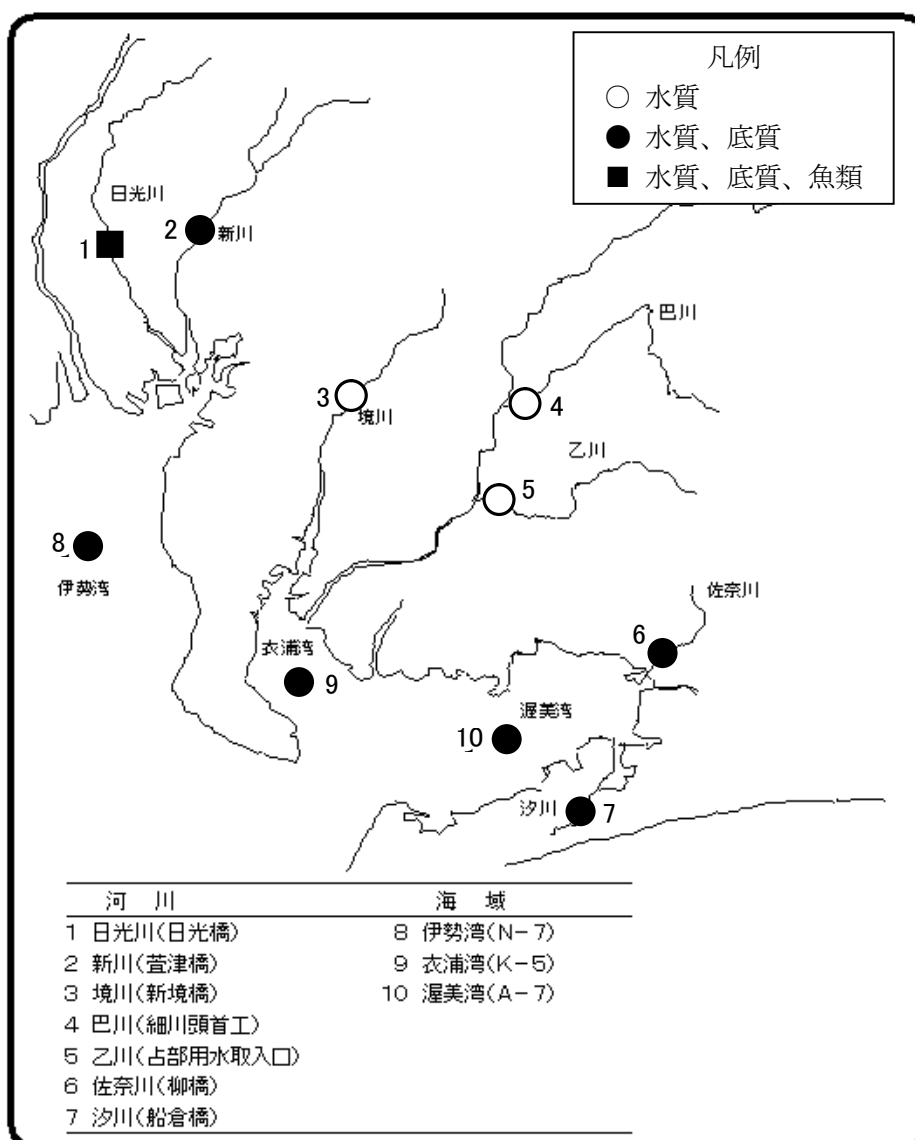 凡例
○ 水質
● 水質、底質
■ 水質、底質、魚類
日光川
1
2
新川
巴川
3
境川
4
乙川
5
8
伊勢湾
佐奈川
6
衣浦湾
9
渥美湾
10
汐川
7
河 川 海 域
1 日光川(日光橋) 8 伊勢湾(N-7)
2 新川(萱津橋) 9 衣浦湾(K-5)
3 境川(新境橋) 10 渥美湾(A-7)
4 巴川(細川頭首工)
5 乙川(占部用水取入口)
6 佐奈川(柳橋)
7 汐川(船倉橋)